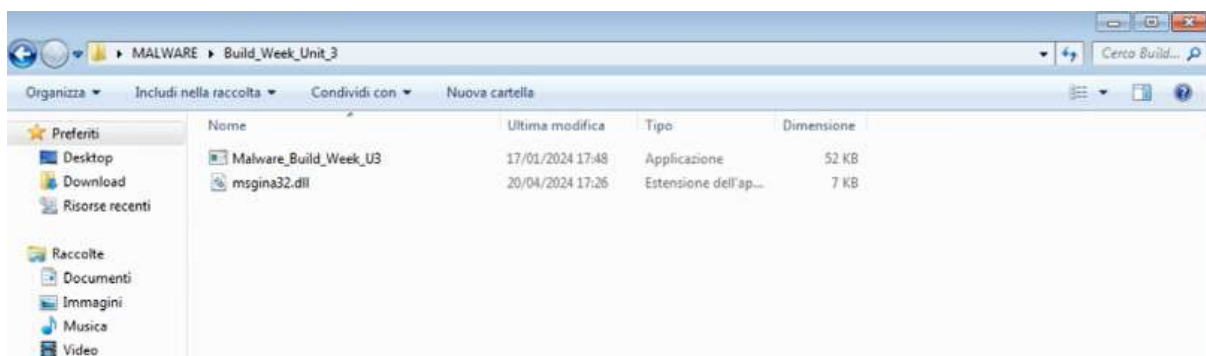 MALWARE ▸ Build_Week_Unit_3
Cerco Build...
Organizza
Includi nella raccolta
Condividi con
Nuova cartella
Preferiti
Desktop
Download
Risorse recenti
Raccolte
Documenti
Immagini
Musica
Video
Nome Ultima modifica Tipo Dimensione
Malware_Build_Week_U3 17/01/2024 17:48 Applicazione 52 KB
msgina32.dll 20/04/2024 17:26 Estensione dell'ap... 7 KB